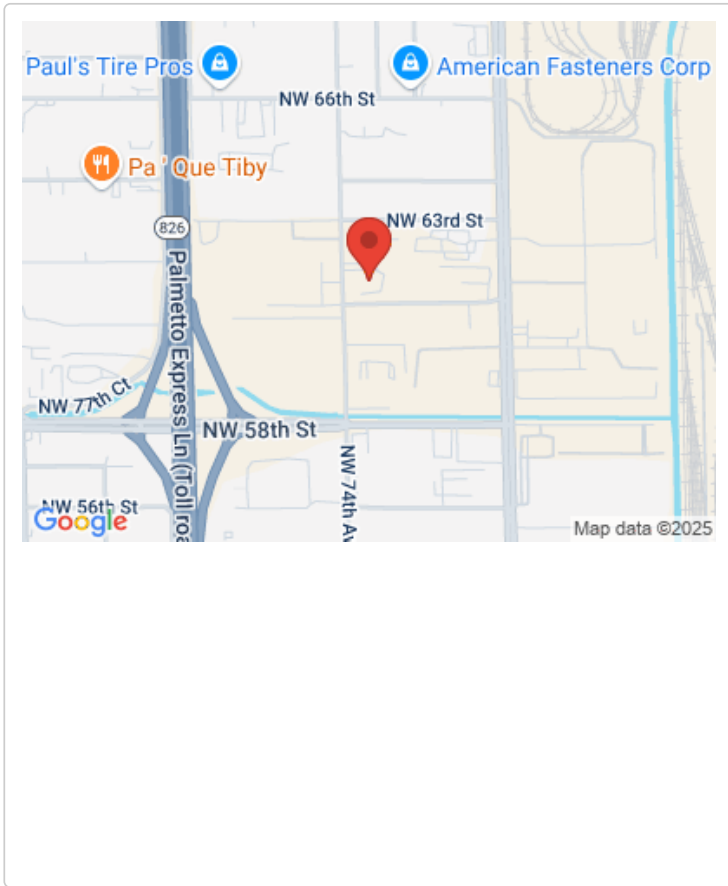 Paul's Tire Pros
American Fasteners Corp
NW 66th St
Pa ' Que Tiby
NW 63rd St
826
Palmetto Express Ln (Toll roa
NW 77th Ct
NW 58th St
NW 74th Av
NW 56th St
Google
Map data ©2025